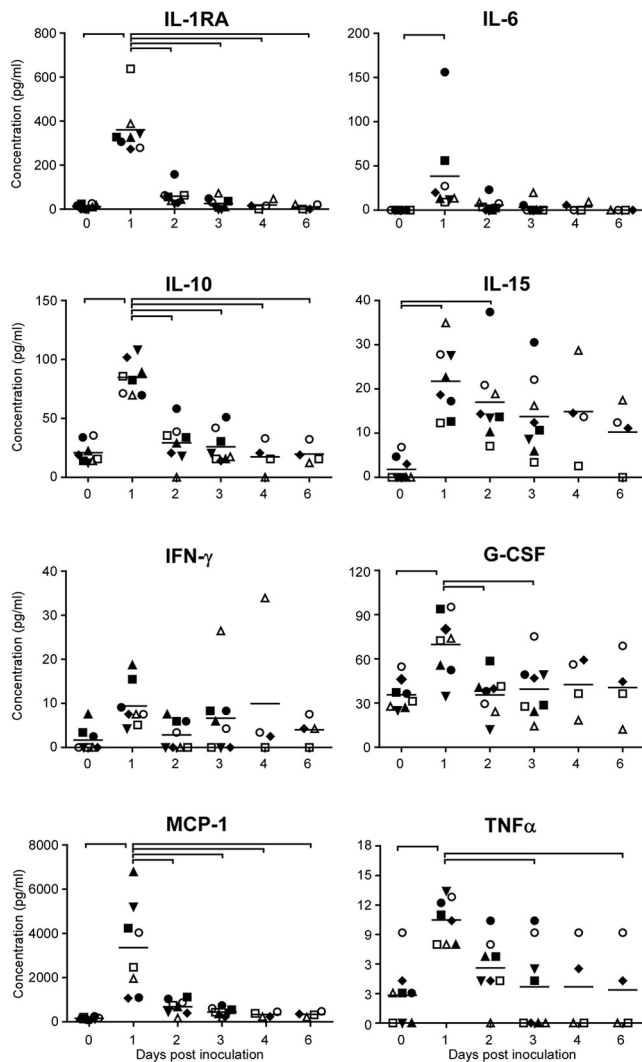 IL-1RA
Concentration (pg/ml)
800
600
400
200
0
0 1 2 3 4 6
IL-6
200
150
100
50
0
0 1 2 3 4 6
IL-10
Concentration (pg/ml)
150
100
50
0
0 1 2 3 4 6
IL-15
40
30
20
10
0
0 1 2 3 4 6
IFN-γ
Concentration (pg/ml)
40
30
20
10
0
0 1 2 3 4 6
G-CSF
120
90
60
30
0
0 1 2 3 4 6
MCP-1
Concentration (pg/ml)
8000
6000
4000
2000
0
0 1 2 3 4 6
Days post inoculation
TNFα
18
12
9
3
3
0
0 1 2 3 4 6
Days post inoculation